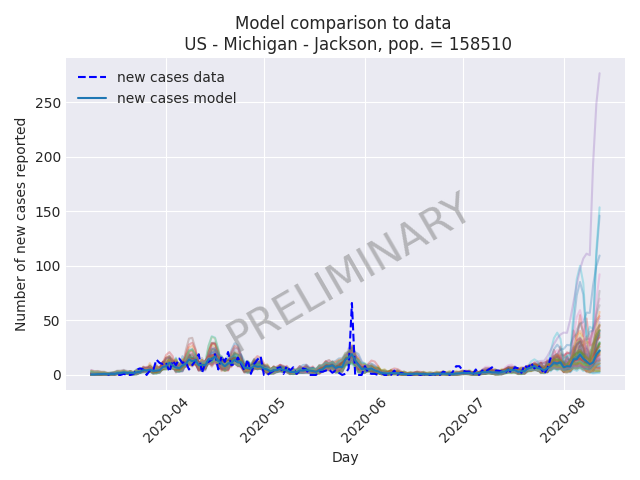 Model comparison to data
US - Michigan - Jackson, pop. = 158510
new cases data
new cases model
PRELIMINARY
Number of new cases reported
250
200
150
100
50
0
2020-04
2020-05
2020-06
2020-07
2020-08
Day